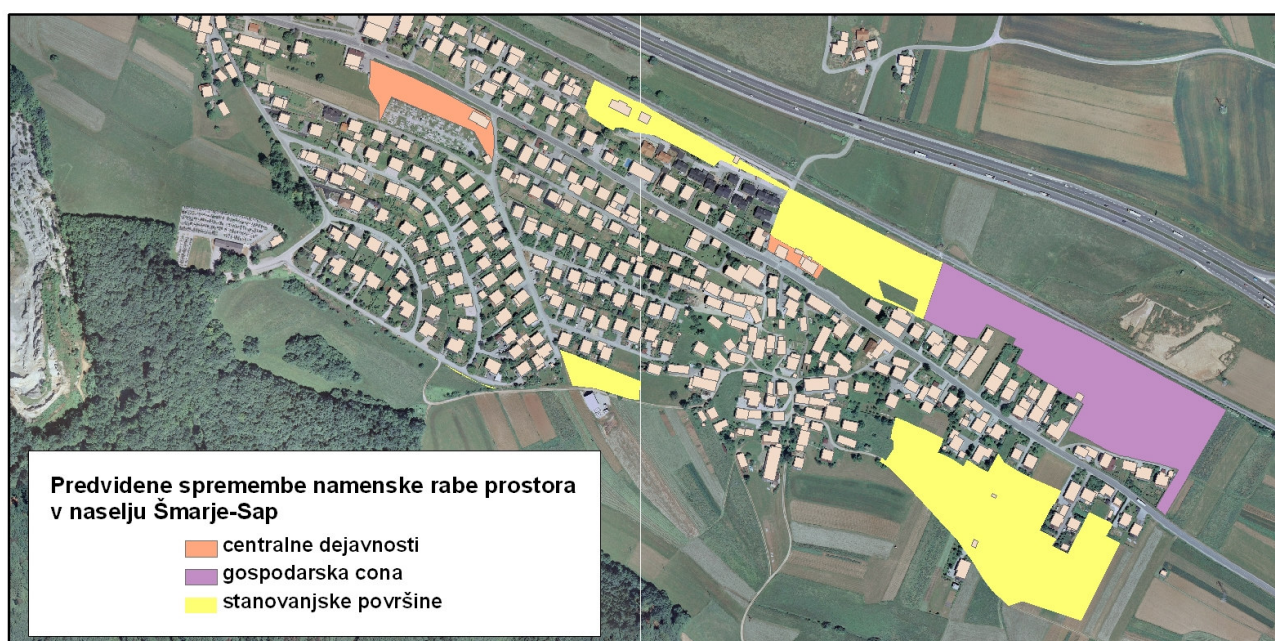 Predvidene spremembe namenske rabe prostora
v naselju Šmarje-Sap
centralne dejavnosti
gospodarska cona
stanovanjske površine